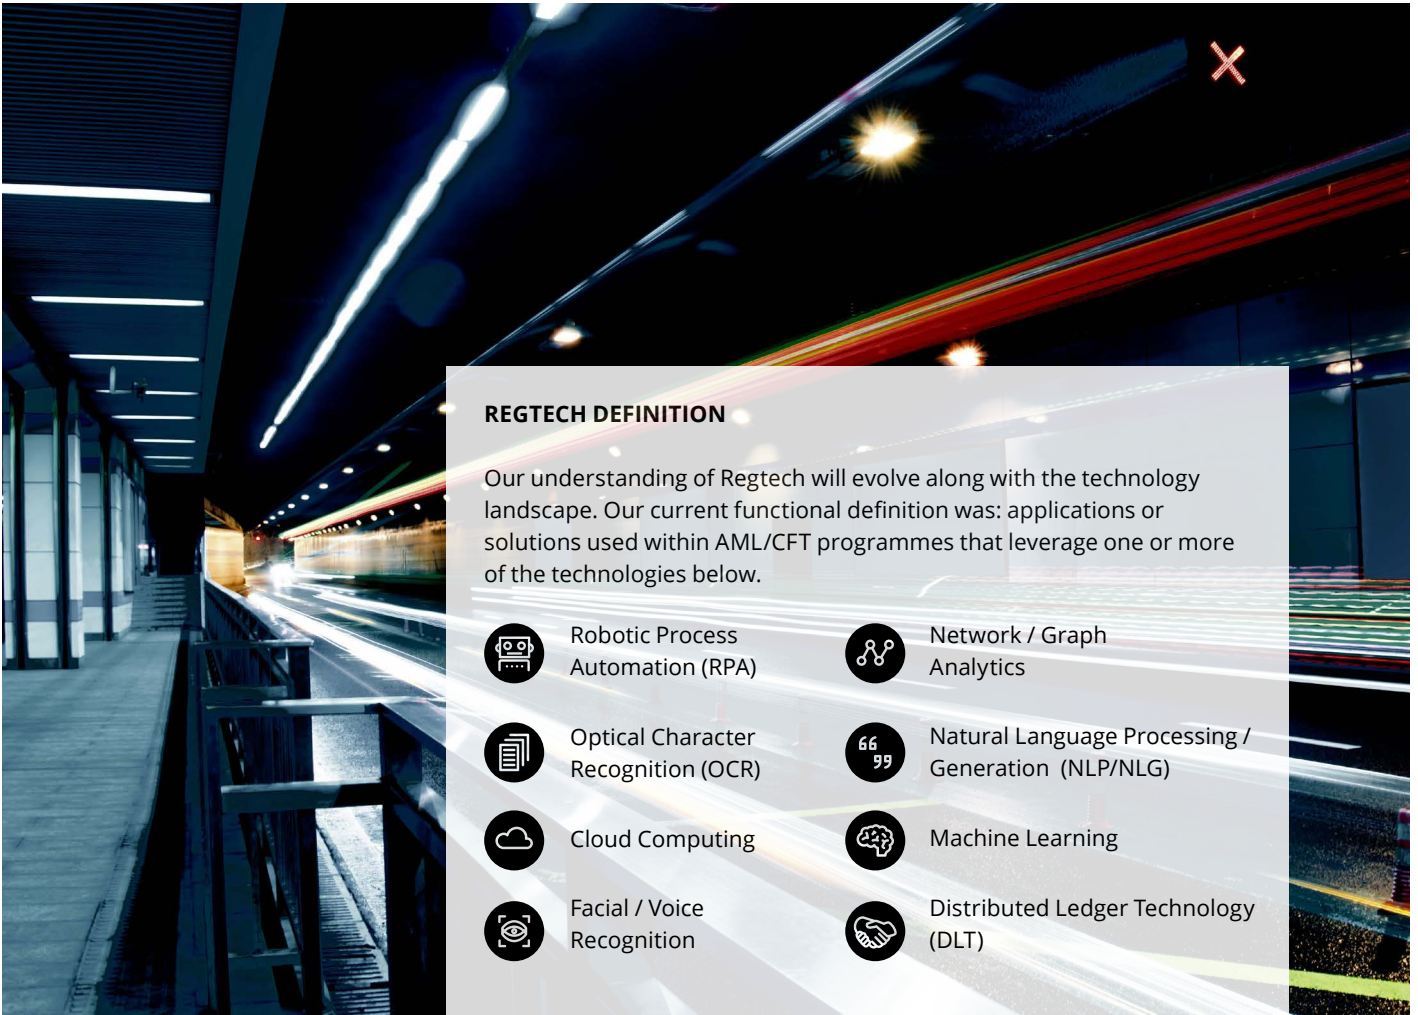 REGTECH DEFINITION
Our understanding of Regtech will evolve along with the technology
landscape. Our current functional definition was: applications or
solutions used within AML/CFT programmes that leverage one or more
of the technologies below.
Robotic Process
Automation (RPA)
Network / Graph
Analytics
Optical Character
Recognition (OCR)
Natural Language Processing /
Generation (NLP/NLG)
Cloud Computing
Machine Learning
Facial / Voice
Recognition
Distributed Ledger Technology
(DLT)